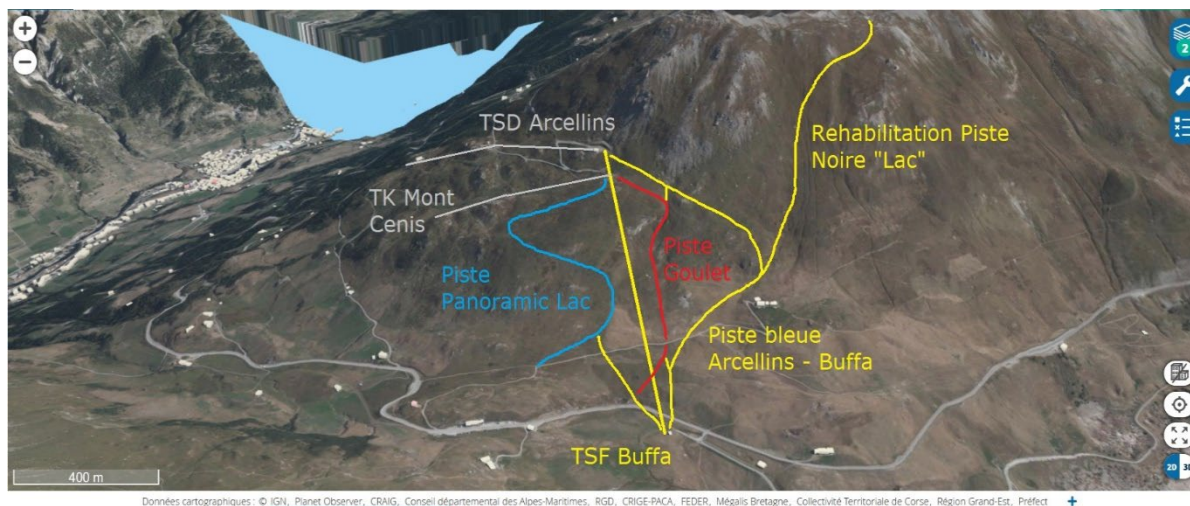 +
−
2
TSD Arcellins
Rehabilitation Piste
Noire "Lac"
TK Mont
Cenis
Piste
Goulet
Piste
Panoramic Lac
Piste bleue
Arcellins - Buffa
TSF Buffa
400 m
2D 3D
Données cartographiques : © IGN, Planet Observer, CRAIG, Conseil départemental des Alpes-Maritimes, RGD, CRIGE-PACA, FEDER, Mégalis Bretagne, Collectivité Territoriale de Corse, Région Grand-Est, Préfect +